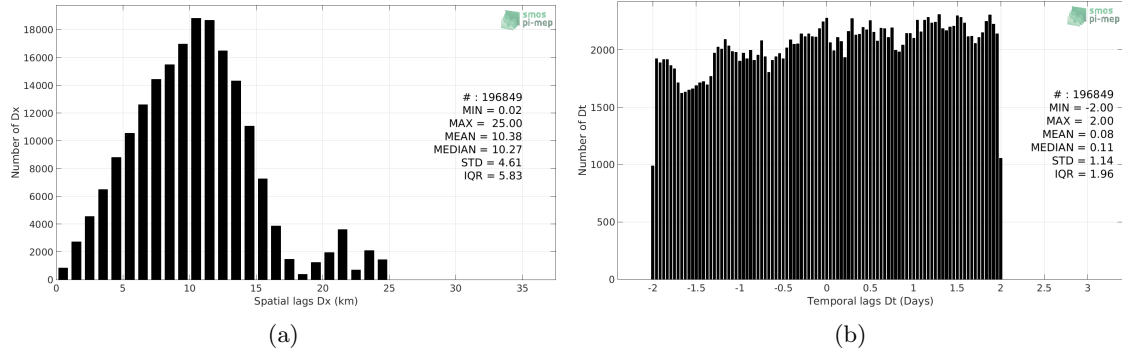 smos
pi-mep
18000
16000
14000
12000
10000
8000
6000
4000
2000
0
Number of Dx
# : 196849
MIN = 0.02
MAX = 25.00
MEAN = 10.38
MEDIAN = 10.27
STD = 4.61
IQR = 5.83
0 5 10 15 20 25 30 35
Spatial lags Dx (km)
(a)
smos
pi-mep
2000
1500
1000
500
0
Number of Dt
# : 196849
MIN = -2.00
MAX = 2.00
MEAN = 0.08
MEDIAN = 0.11
STD = 1.14
IQR = 1.96
-2 -1.5 -1 -0.5 0 0.5 1 1.5 2 2.5 3
Temporal lags Dt (Days)
(b)